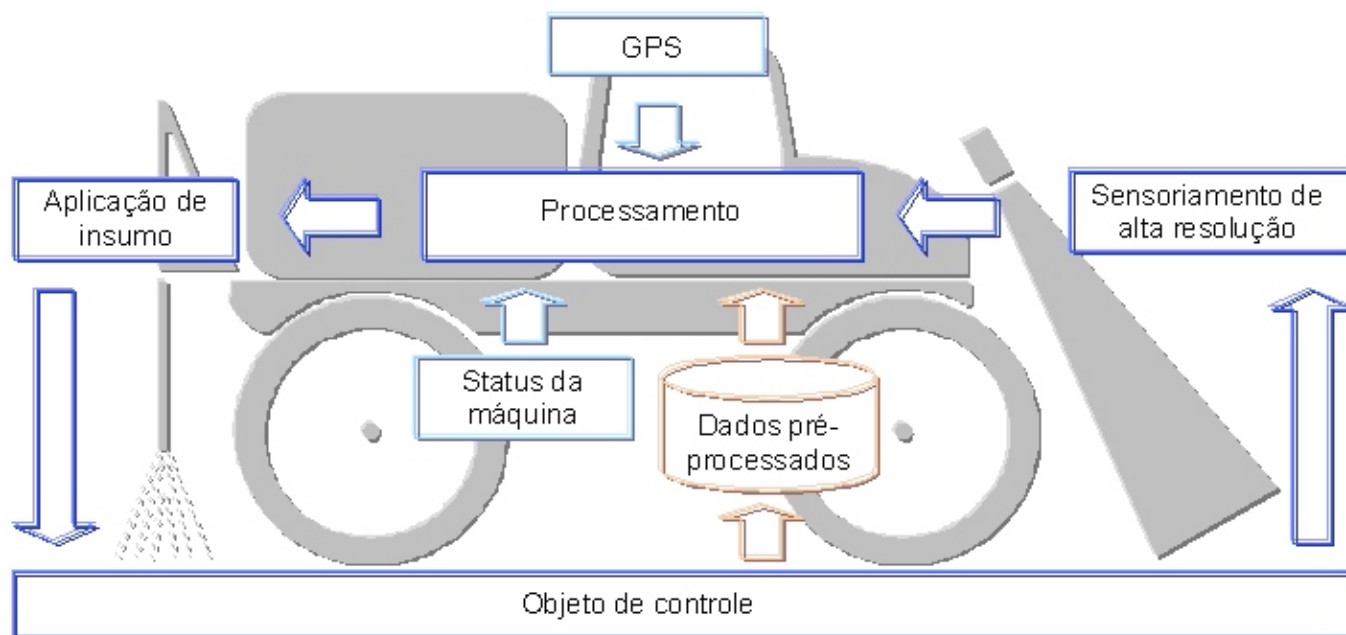 GPS
Aplicação de
insumo
Processamento
Sensoriamento de
alta resolução
Status da
máquina
Dados pré-
processados
Objeto de controle